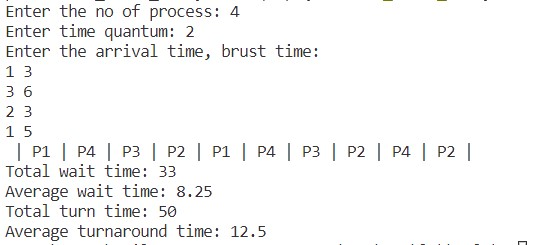 Enter the no of process: 4
Enter time quantum: 2
Enter the arrival time, brust time:
1 3
3 6
2 3
1 5
| P1 | P4 | P3 | P2 | P1 | P4 | P3 | P2 | P4 | P2 |
Total wait time: 33
Average wait time: 8.25
Total turn time: 50
Average turnaround time: 12.5